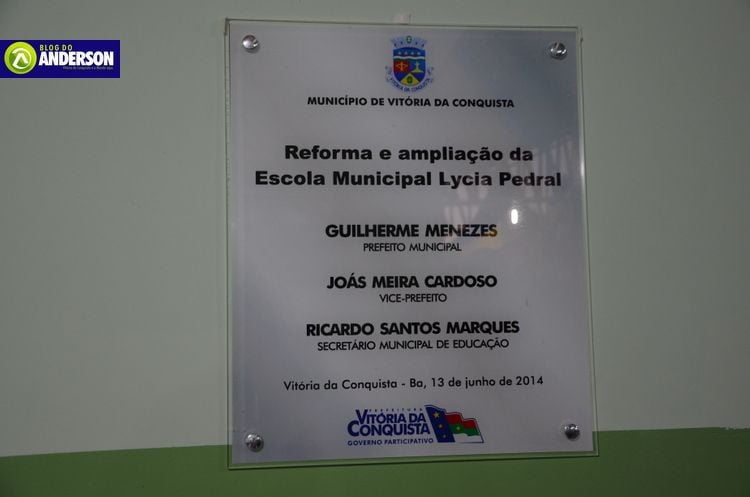 BLOG DO
ANDERSON
MUNICÍPIO DE VITÓRIA DA CONQUISTA
Reforma e ampliação da
Escola Municipal Lycia Pedral
GUILHERME MENEZES
PREFEITO MUNICIPAL
JOÁS MEIRA CARDOSO
VICE-PREFEITO
RICARDO SANTOS MARQUES
SECRETÁRIO MUNICIPAL DE EDUCAÇÃO
Vitória da Conquista - Ba, 13 de junho de 2014
PREFEITURA
VITÓRIA DA
CONQUISTA
GOVERNO PARTICIPATIVO